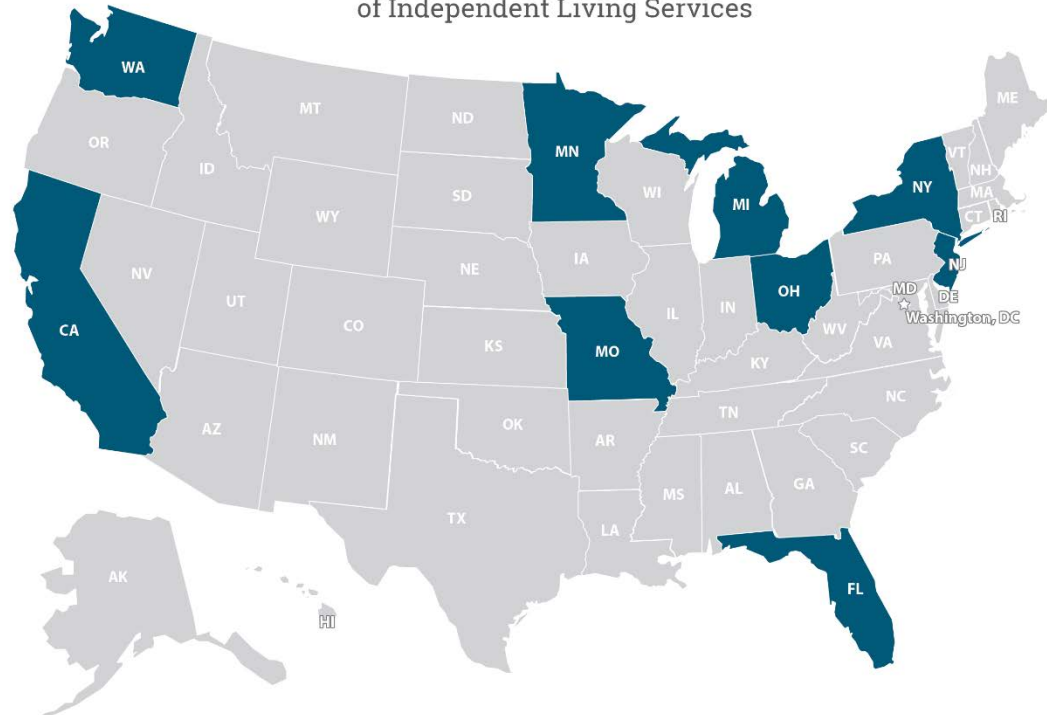 of Independent Living Services
WA
MT
ND
MN
ME
OR
ID
SD
WI
MI
NY
VT
NH
MA
CT
RI
WY
IA
PA
NJ
NV
NE
OH
MD
DE
UT
IL
IN
Washington, DC
CA
CO
KS
MO
WV
VA
KY
NC
AZ
NM
OK
AR
TN
SC
MS
AL
GA
TX
LA
AK
FL
HI